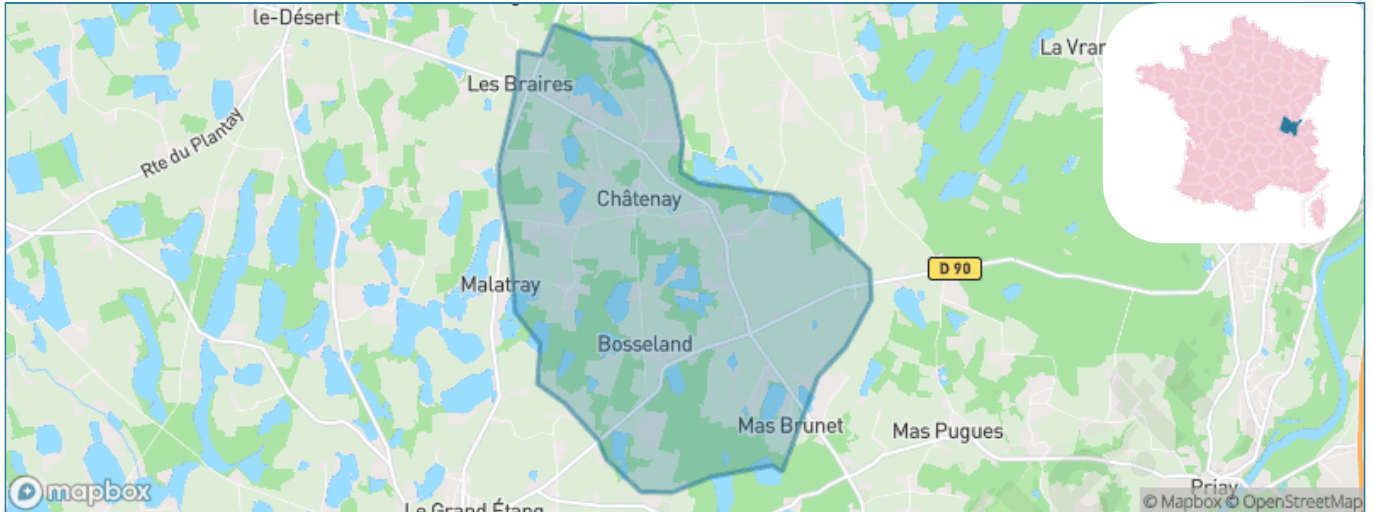 le-Désert
La Vrar
Les Braires
Rte du Plantay
Châtenay
D 90
Malatray
Bosseland
Mas Brunet
Mas Pugues
Priay
mapbox
© Mapbox © OpenStreetMap
Le Grand Étang